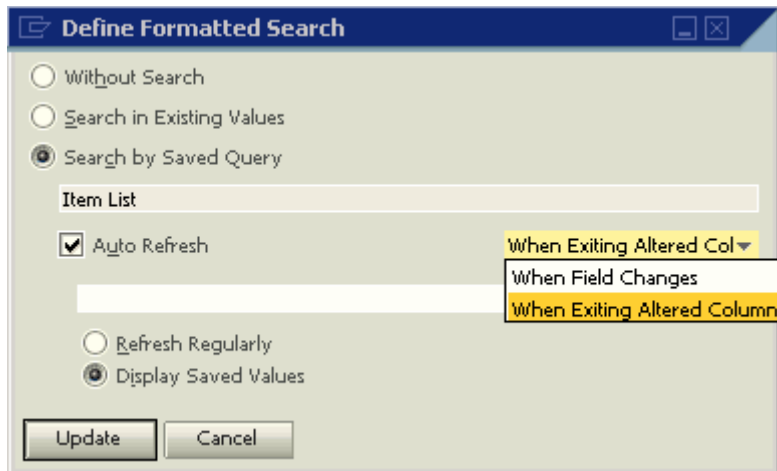 Define Formatted Search
Without Search
Search in Existing Values
Search by Saved Query
Item List
Auto Refresh
When Exiting Altered Col
When Field Changes
When Exiting Altered Column
Refresh Regularly
Display Saved Values
Update
Cancel